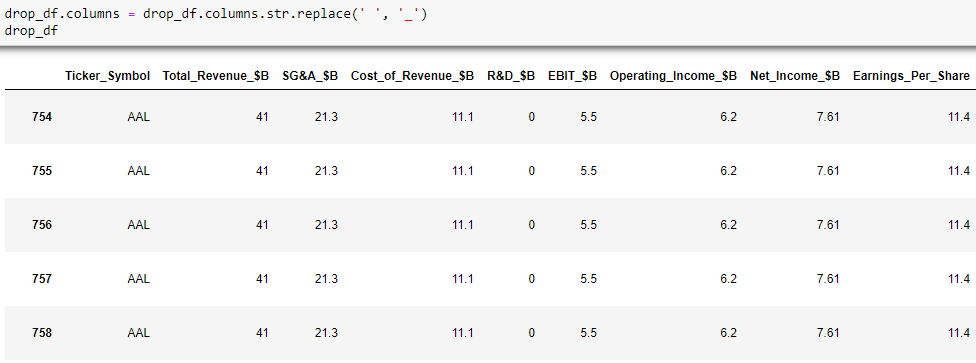 drop_df.columns = drop_df.columns.str.replace(' ', '_')
drop_df
Ticker_Symbol Total_Revenue_$B SG&A_$B Cost_of_Revenue_$B R&D_$B EBIT_$B Operating_Income_$B Net_Income_$B Earnings_Per_Share
754 AAL 41 21.3 11.1 0 5.5 6.2 7.61 11.4
755 AAL 41 21.3 11.1 0 5.5 6.2 7.61 11.4
756 AAL 41 21.3 11.1 0 5.5 6.2 7.61 11.4
757 AAL 41 21.3 11.1 0 5.5 6.2 7.61 11.4
758 AAL 41 21.3 11.1 0 5.5 6.2 7.61 11.4